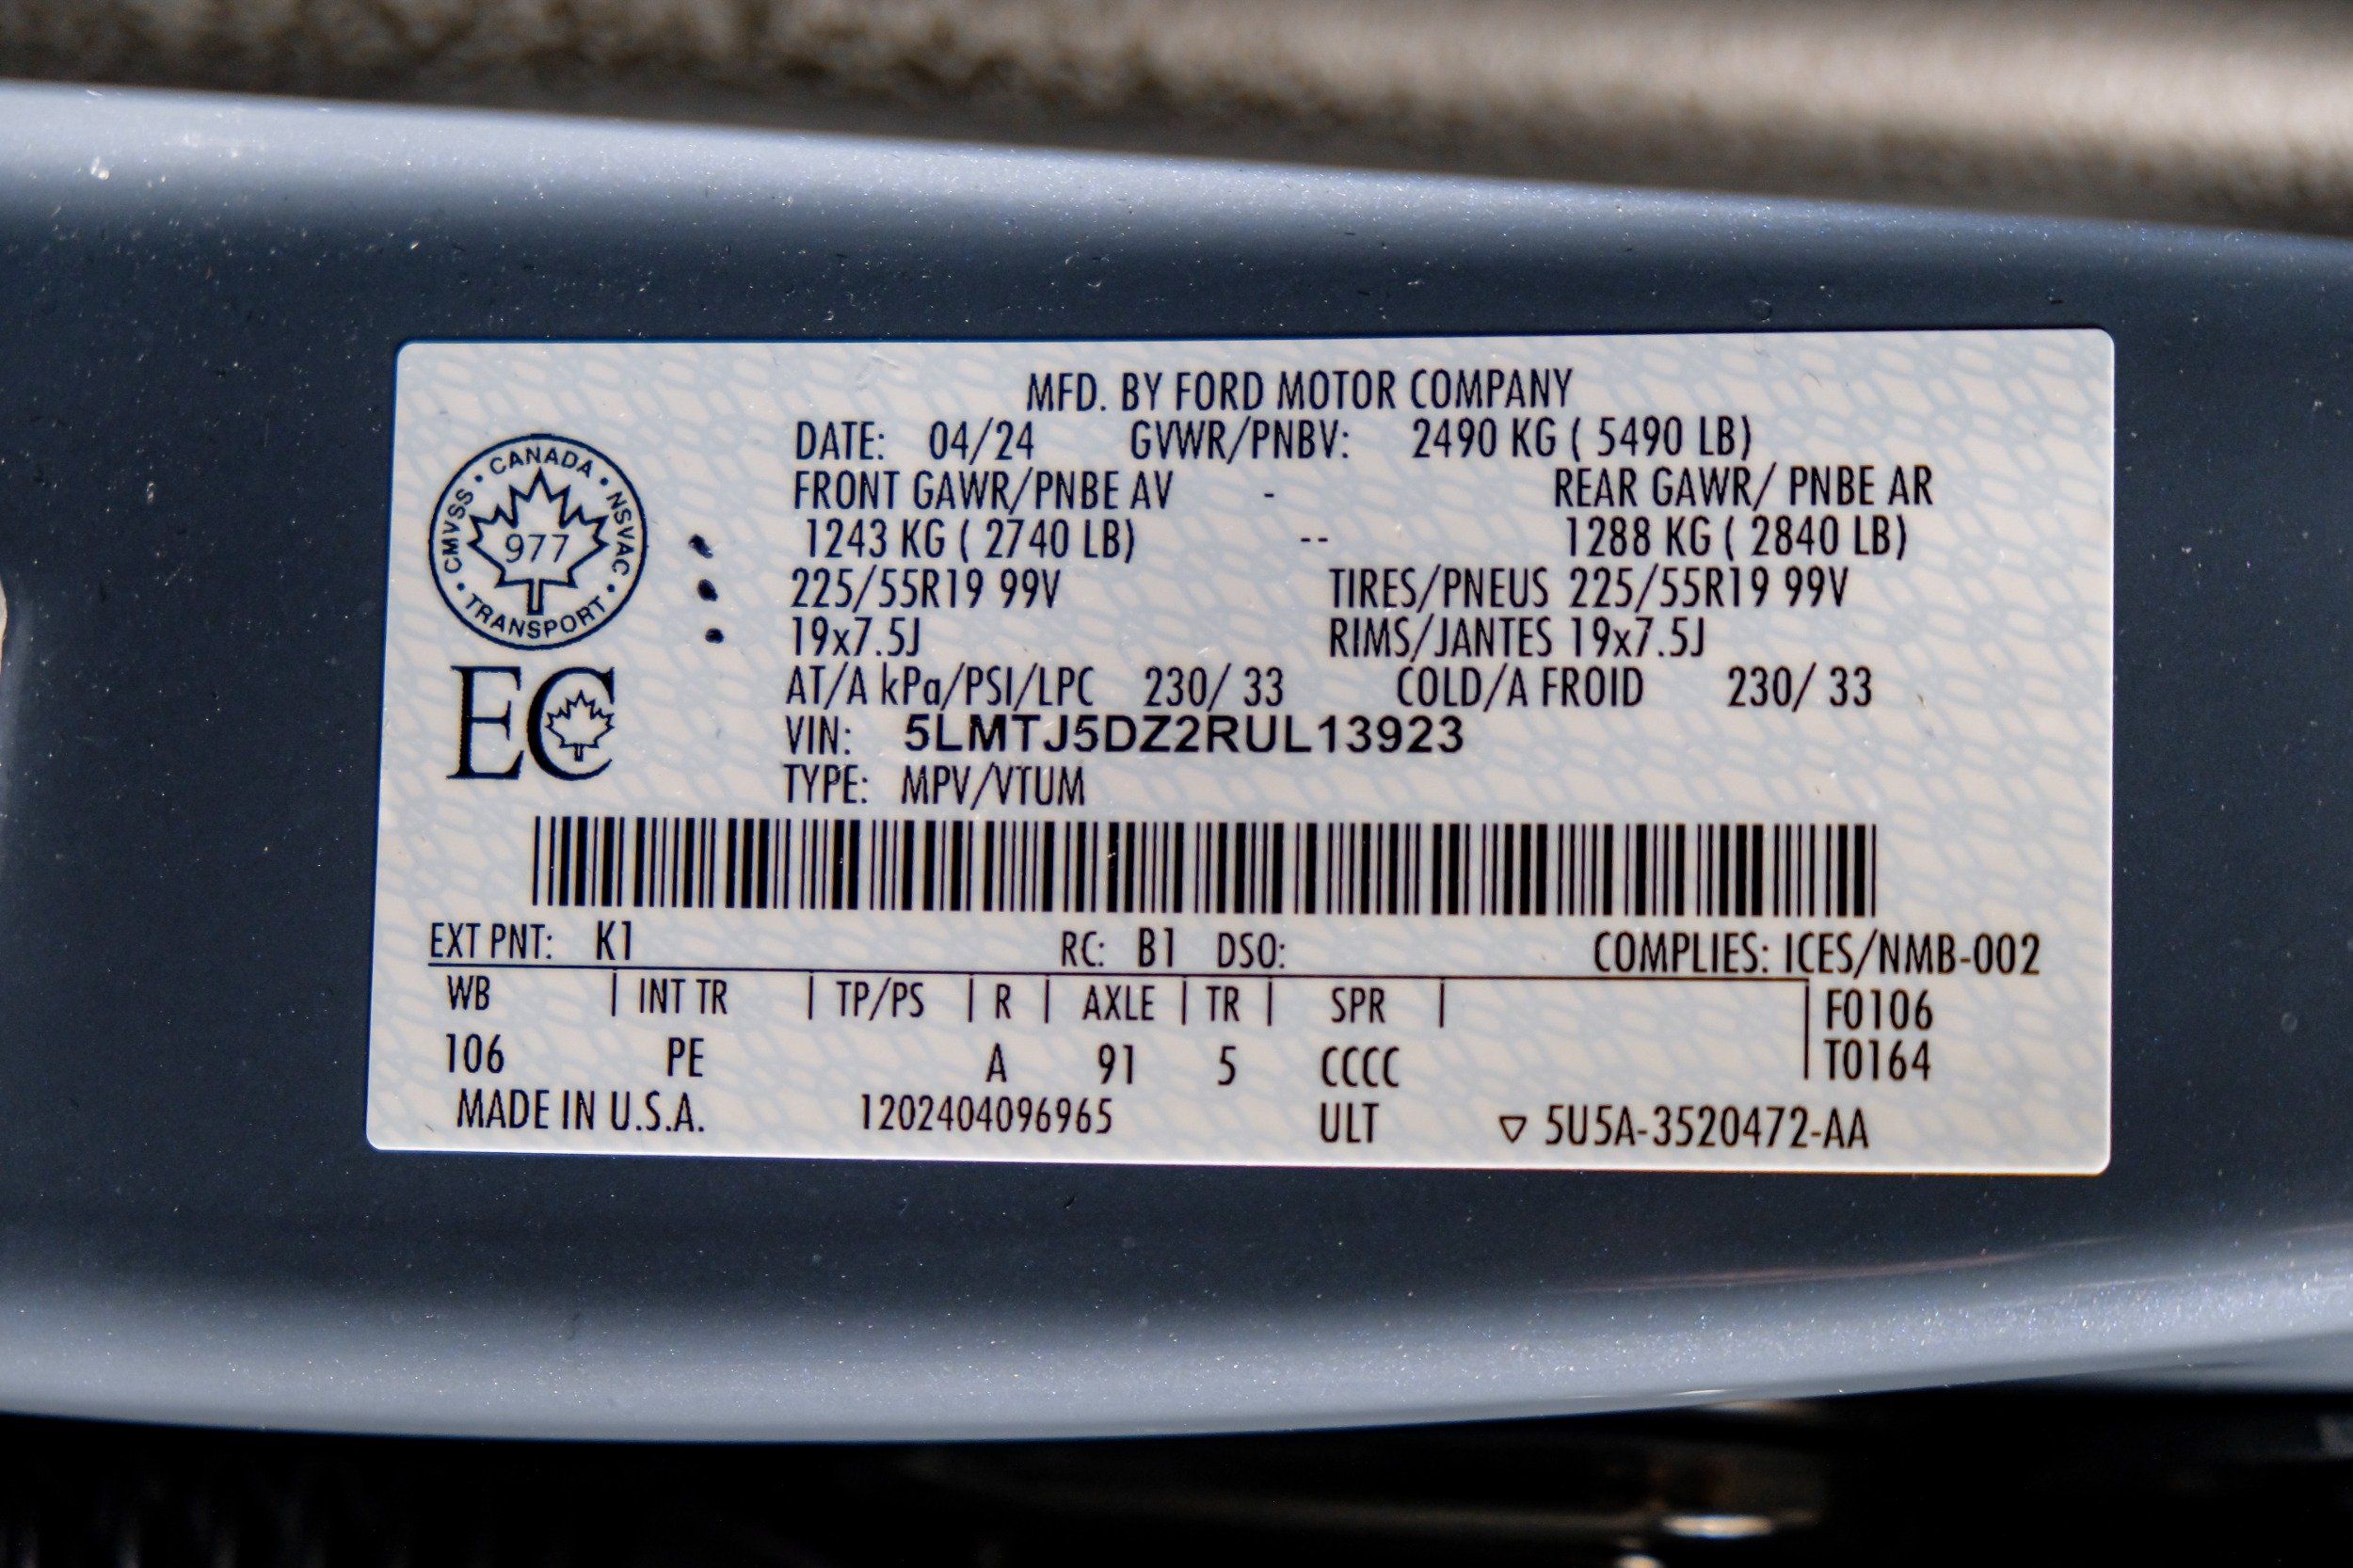 MFD. BY FORD MOTOR COMPANY
DATE: 04/24 GVWR/PNBV: 2490 KG ( 5490 LB)
FRONT GAWR/PNBE AV - REAR GAWR/ PNBE AR
1243 KG ( 2740 LB) -- 1288 KG ( 2840 LB)
225/55R19 99V TIRES/PNEUS 225/55R19 99V
19x7.5J RIMS/JANTES 19x7.5J
AT/A kPa/PSI/LPC 230/ 33 COLD/A FROID 230/ 33
VIN: 5LMTJ5DZ2RUL13923
TYPE: MPV/VTUM
CANADA • NSVAC • TRANSPORT • CMVSS •
977
EC
EXT PNT: K1 RC: B1 DSO: COMPLIES: ICES/NMB-002
WB | INT TR | TP/PS | R | AXLE | TR | SPR | | F0106
106 PE A 91 5 CCCC | T0164
MADE IN U.S.A. 1202404096965 ULT ▽ 5U5A-3520472-AA